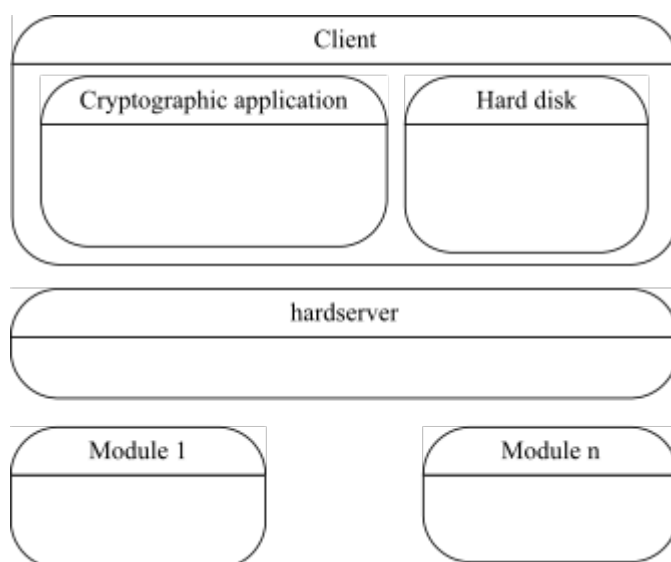 Client
Cryptographic application
Hard disk
hardserver
Module 1
Module n